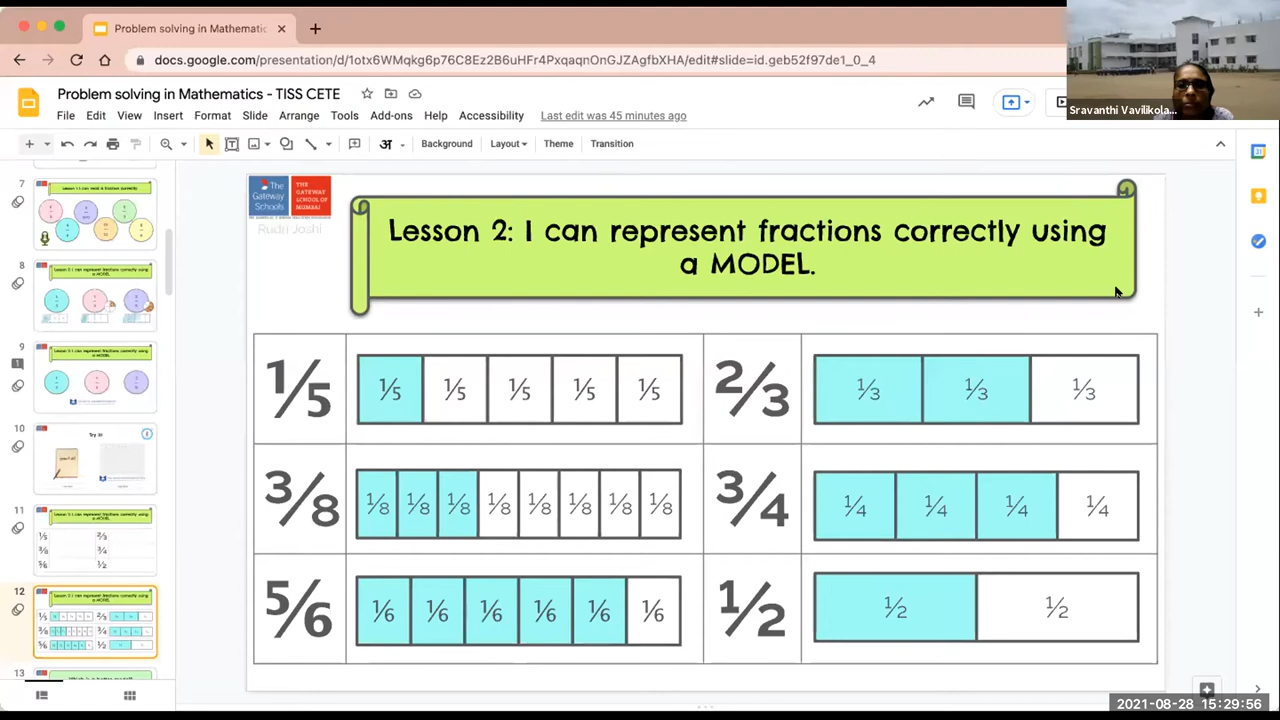 Problem solving in Mathematic
docs.google.com/presentation/d/1otx6WMqkg6p76C8Ez2B6uHFr4PxqaqnOnGJZAgfbXHA/edit#slide=id.geb52f97de1_0_4
Sravanthi Vavilikola...
Problem solving in Mathematics - TISS CETE
File Edit View Insert Format Slide Arrange Tools Add-ons Help Accessibility Last edit was 45 minutes ago
अ Background Layout Theme Transition
7
8
9
1
10
Try it!
11
12
13
The Gateway Schools
THE GATEWAY SCHOOL OF MUMBAI
Rudri Joshi
Lesson 2: I can represent fractions correctly using
a MODEL.
1/5 1/5 1/5 1/5 1/5 1/5 2/3 1/3 1/3 1/3
3/8 1/8 1/8 1/8 1/8 1/8 1/8 1/8 1/8 3/4 1/4 1/4 1/4 1/4
5/6 1/6 1/6 1/6 1/6 1/6 1/6 1/2 1/2 1/2
2021-08-28 15:29:56